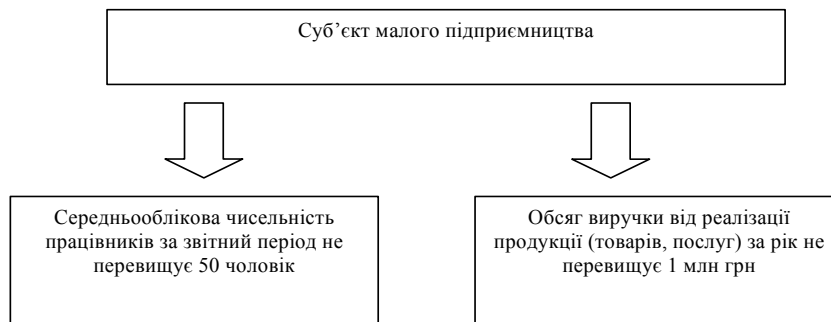 Суб’єкт малого підприємництва
Середньооблікова чисельність
працівників за звітний період не
перевищує 50 чоловік
Обсяг виручки від реалізації
продукції (товарів, послуг) за рік не
перевищує 1 млн грн